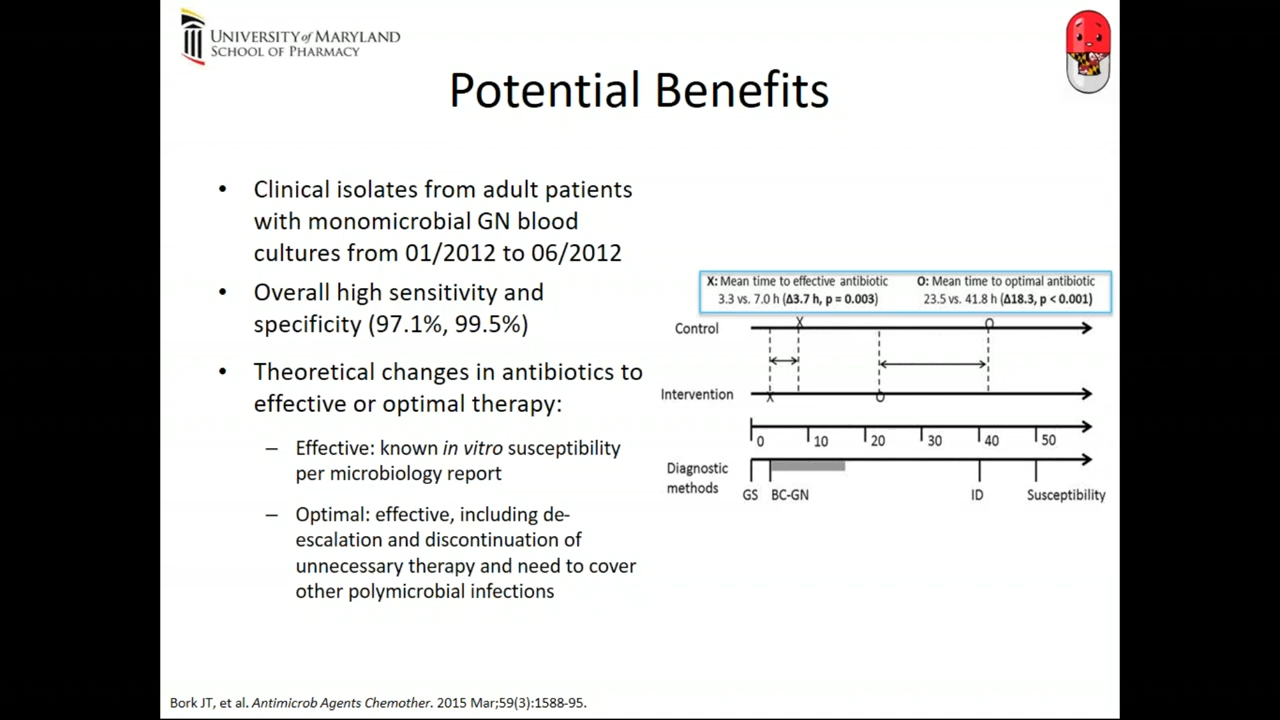 UNIVERSITY of MARYLAND
SCHOOL OF PHARMACY
Potential Benefits
• Clinical isolates from adult patients
with monomicrobial GN blood
cultures from 01/2012 to 06/2012
• Overall high sensitivity and
specificity (97.1%, 99.5%)
• Theoretical changes in antibiotics to
effective or optimal therapy:
– Effective: known in vitro susceptibility
per microbiology report
– Optimal: effective, including de-
escalation and discontinuation of
unnecessary therapy and need to cover
other polymicrobial infections
X: Mean time to effective antibiotic
3.3 vs. 7.0 h (Δ3.7 h, p = 0.003)
O: Mean time to optimal antibiotic
23.5 vs. 41.8 h (Δ18.3, p < 0.001)
Control
X
O
Intervention
X
O
0 10 20 30 40 50
Diagnostic
methods
GS BC-GN ID Susceptibility
Bork JT, et al. Antimicrob Agents Chemother. 2015 Mar;59(3):1588-95.